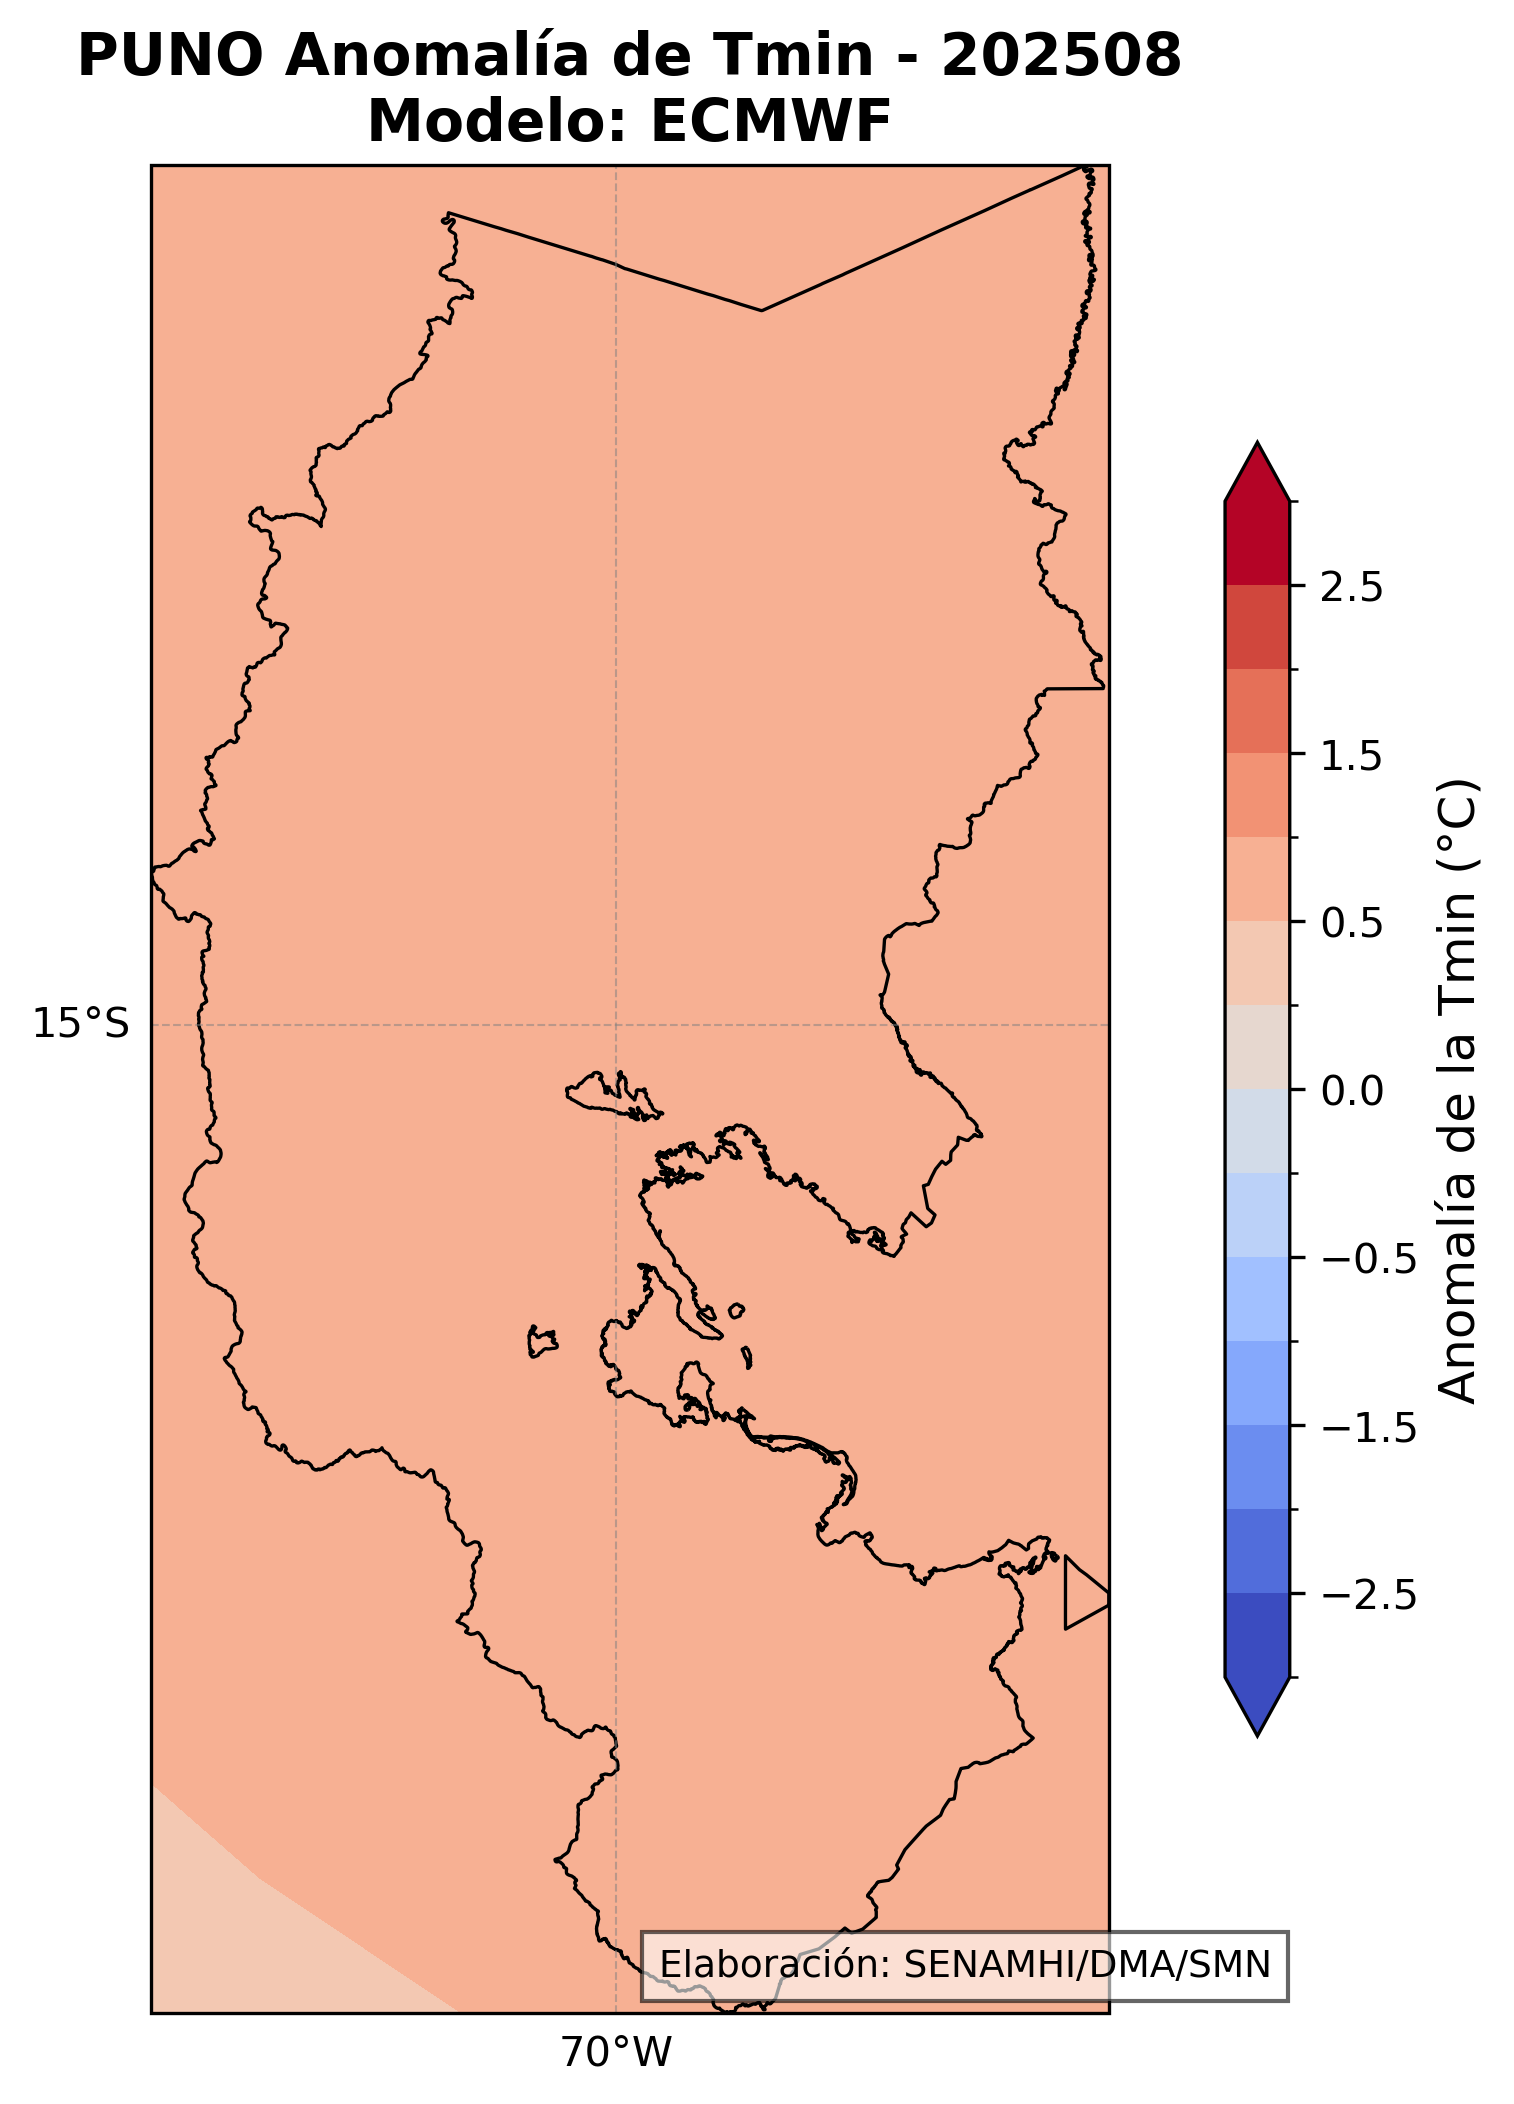 PUNO Anomalía de Tmin - 202508
Modelo: ECMWF
2.5
1.5
0.5
0.0
−0.5
−1.5
−2.5
Anomalía de la Tmin (°C)
15°S
70°W
Elaboración: SENAMHI/DMA/SMN